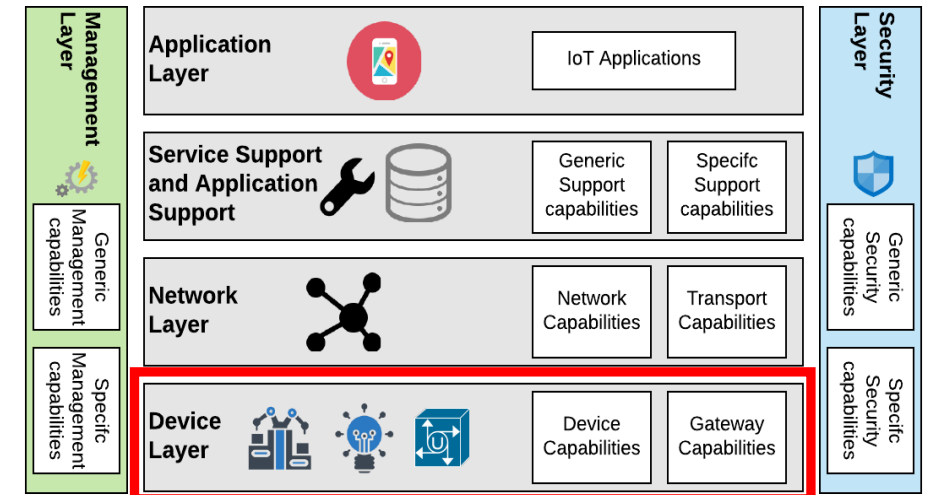 Management
Layer
Generic
Management
capabilities
Specifc
Management
capabilities
Application
Layer
IoT Applications
Service Support
and Application
Support
Generic
Support
capabilities
Specifc
Support
capabilities
Network
Layer
Network
Capabilities
Transport
Capabilities
Device
Layer
U
Device
Capabilities
Gateway
Capabilities
Security
Layer
Generic
Security
capabilities
Specifc
Security
capabilities